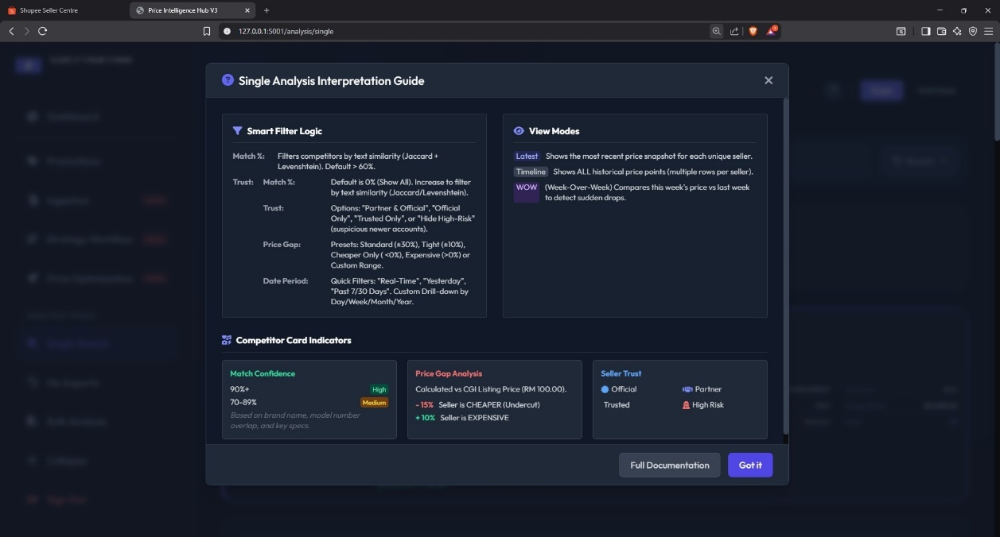 Shopee Seller Centre
Price Intelligence Hub V3
127.0.0.1:5001/analysis/single
Single Analysis Interpretation Guide
Smart Filter Logic
Match %: Filters competitors by text similarity (Jaccard +
Levenshtein). Default > 60%.
Trust: Match %: Default is 0% (Show All). Increase to filter
by text similarity (Jaccard/Levenshtein).
Trust: Options: "Partner & Official", "Official
Only", "Trusted Only", or "Hide High-Risk"
(suspicious newer accounts).
Price Gap: Presets: Standard (±30%), Tight (±10%),
Cheaper Only ( <0%), Expensive (>0%) or
Custom Range.
Date Period: Quick Filters: "Real-Time", "Yesterday",
"Past 7/30 Days". Custom Drill-down by
Day/Week/Month/Year.
View Modes
Latest Shows the most recent price snapshot for each unique seller.
Timeline Shows ALL historical price points (multiple rows per seller).
WOW (Week-Over-Week) Compares this week's price vs last week
to detect sudden drops.
Competitor Card Indicators
Match Confidence
90%+ High
70-89% Medium
Based on brand name, model number
overlap, and key specs.
Price Gap Analysis
Calculated vs CGI Listing Price (RM 100.00).
- 15% Seller is CHEAPER (Undercut)
+ 10% Seller is EXPENSIVE
Seller Trust
Official Partner
Trusted High Risk
Full Documentation
Got it